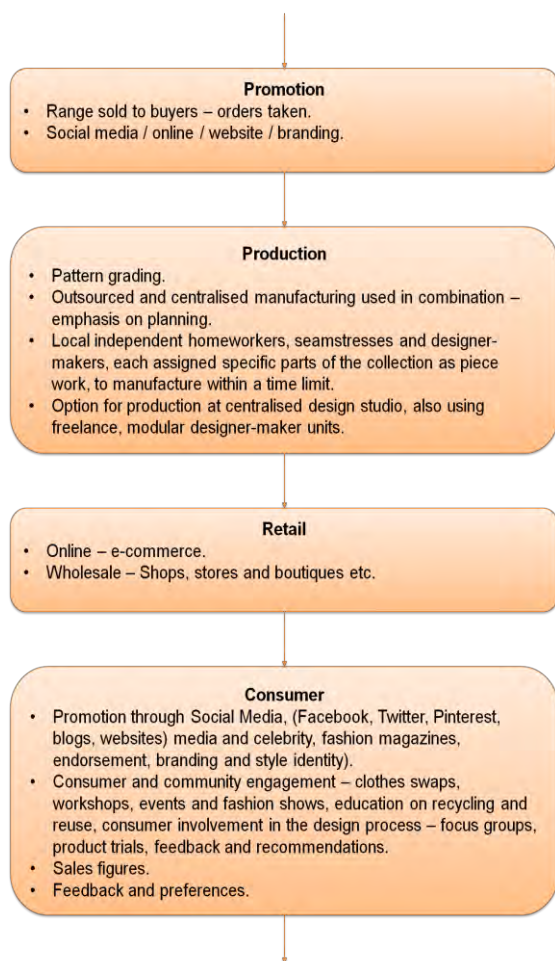 Promotion
• Range sold to buyers – orders taken.
• Social media / online / website / branding.
Production
• Pattern grading.
• Outsourced and centralised manufacturing used in combination –
emphasis on planning.
• Local independent homeworkers, seamstresses and designer-
makers, each assigned specific parts of the collection as piece
work, to manufacture within a time limit.
• Option for production at centralised design studio, also using
freelance, modular designer-maker units.
Retail
• Online – e-commerce.
• Wholesale – Shops, stores and boutiques etc.
Consumer
• Promotion through Social Media, (Facebook, Twitter, Pinterest,
blogs, websites) media and celebrity, fashion magazines,
endorsement, branding and style identity).
• Consumer and community engagement – clothes swaps,
workshops, events and fashion shows, education on recycling and
reuse, consumer involvement in the design process – focus groups,
product trials, feedback and recommendations.
• Sales figures.
• Feedback and preferences.